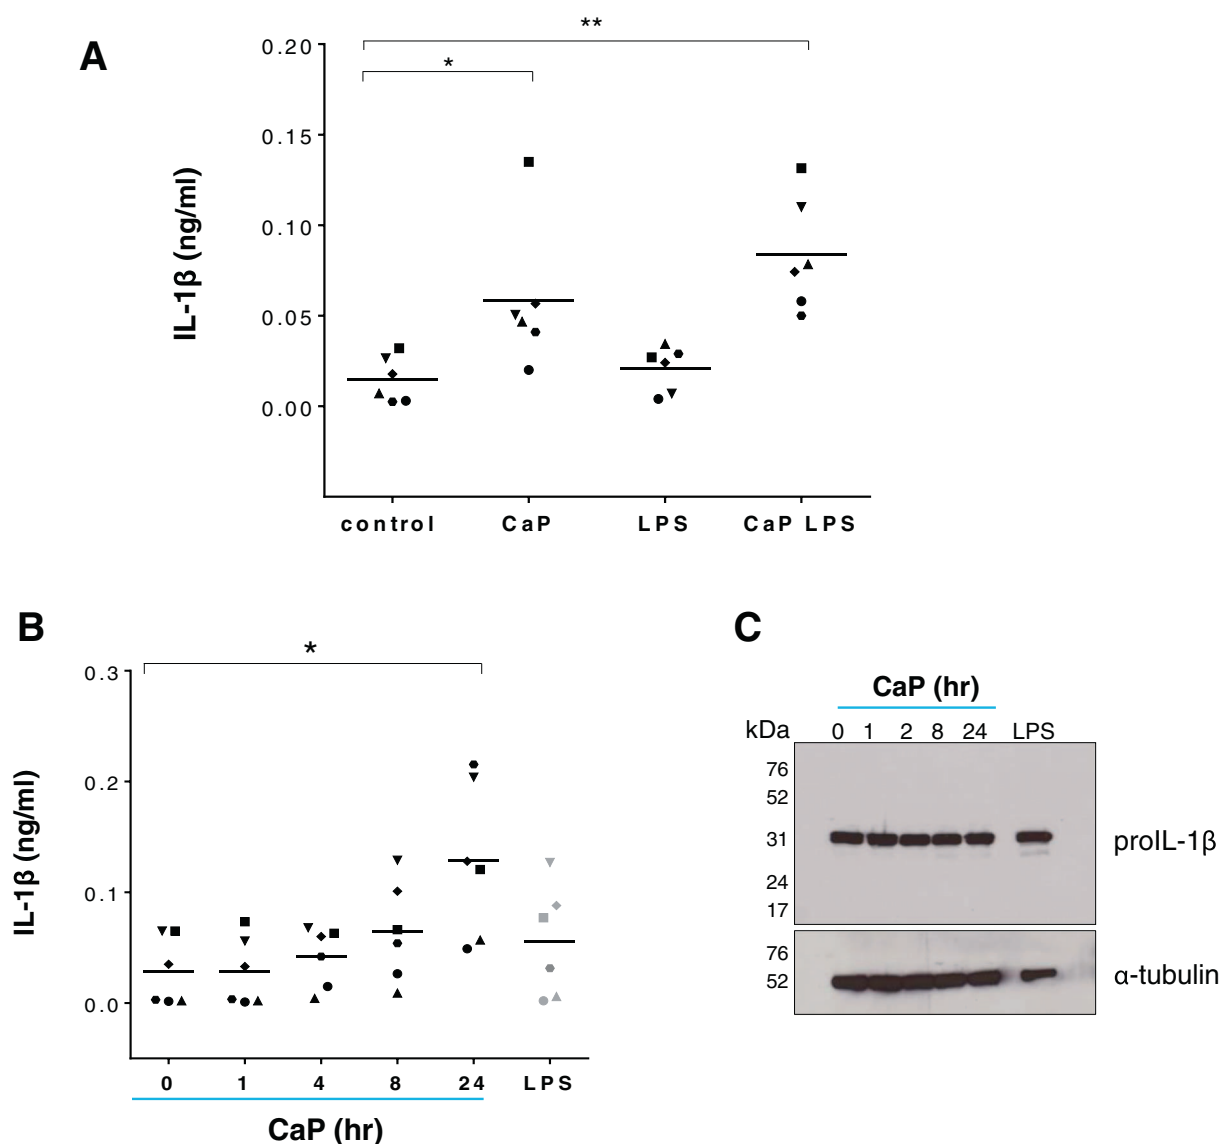 A
**
*
0.20
0.15
0.10
0.05
0.00
IL-1β (ng/ml)
control CaP LPS CaP LPS
B
*
0.3
0.2
0.1
0.0
IL-1β (ng/ml)
0 1 4 8 24 LPS
CaP (hr)
C
CaP (hr)
kDa 0 1 2 8 24 LPS
76
52
31
24
17
proIL-1β
76
52
α-tubulin